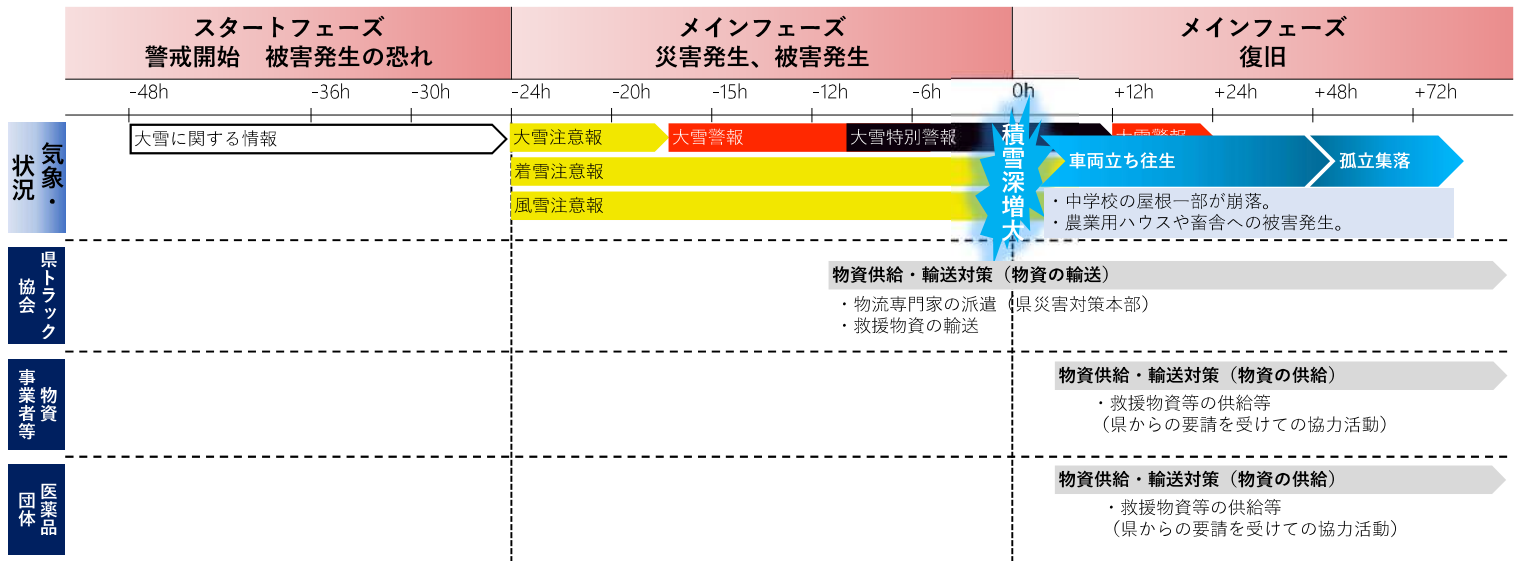 スタートフェーズ
警戒開始　被害発生の恐れ
メインフェーズ
災害発生、被害発生
メインフェーズ
復旧
-48h
-36h
-30h
-24h
-20h
-15h
-12h
-6h
0h
+12h
+24h
+48h
+72h
気象・
状況
大雪に関する情報
大雪注意報
大雪警報
大雪特別警報
大雪警報
着雪注意報
風雪注意報
積雪深増大
車両立ち往生
孤立集落
・中学校の屋根一部が崩落。
・農業用ハウスや畜舎への被害発生。
県トラック
協会
物資供給・輸送対策（物資の輸送）
・物流専門家の派遣（県災害対策本部）
・救援物資の輸送
物資
事業者等
物資供給・輸送対策（物資の供給）
・救援物資等の供給等
（県からの要請を受けての協力活動）
医薬品
団体
物資供給・輸送対策（物資の供給）
・救援物資等の供給等
（県からの要請を受けての協力活動）